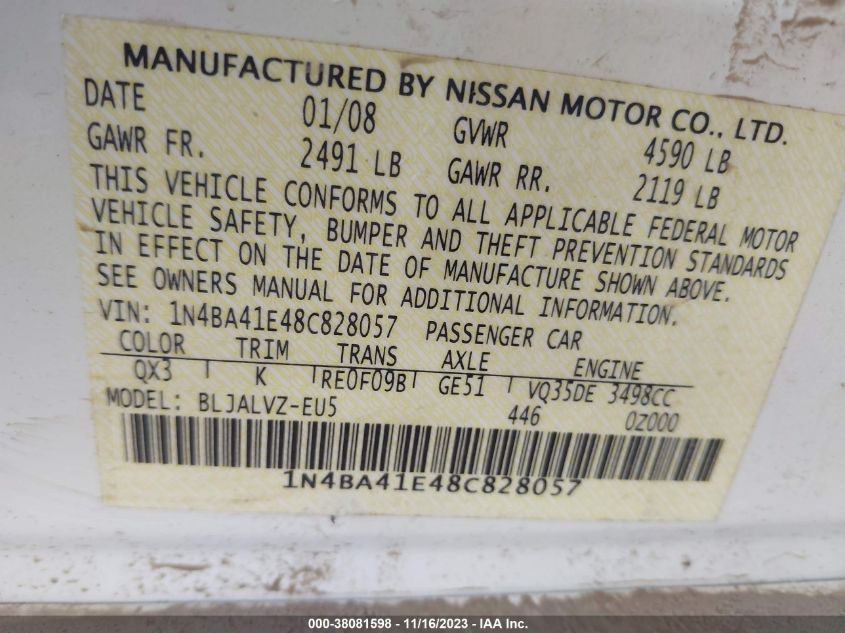 MANUFACTURED BY NISSAN MOTOR CO., LTD.
DATE 01/08 GVWR 4590 LB
GAWR FR. 2491 LB GAWR RR. 2119 LB
THIS VEHICLE CONFORMS TO ALL APPLICABLE FEDERAL MOTOR
VEHICLE SAFETY, BUMPER AND THEFT PREVENTION STANDARDS
IN EFFECT ON THE DATE OF MANUFACTURE SHOWN ABOVE.
SEE OWNERS MANUAL FOR ADDITIONAL INFORMATION.
VIN: 1N4BA41E48C828057 PASSENGER CAR
COLOR TRIM TRANS AXLE ENGINE
QX3 K RE0F09B GE51 VQ35DE 3498CC
MODEL: BLJALVZ-EU5 446 0Z000
1N4BA41E48C828057
000-38081598 - 11/16/2023 - IAA Inc.